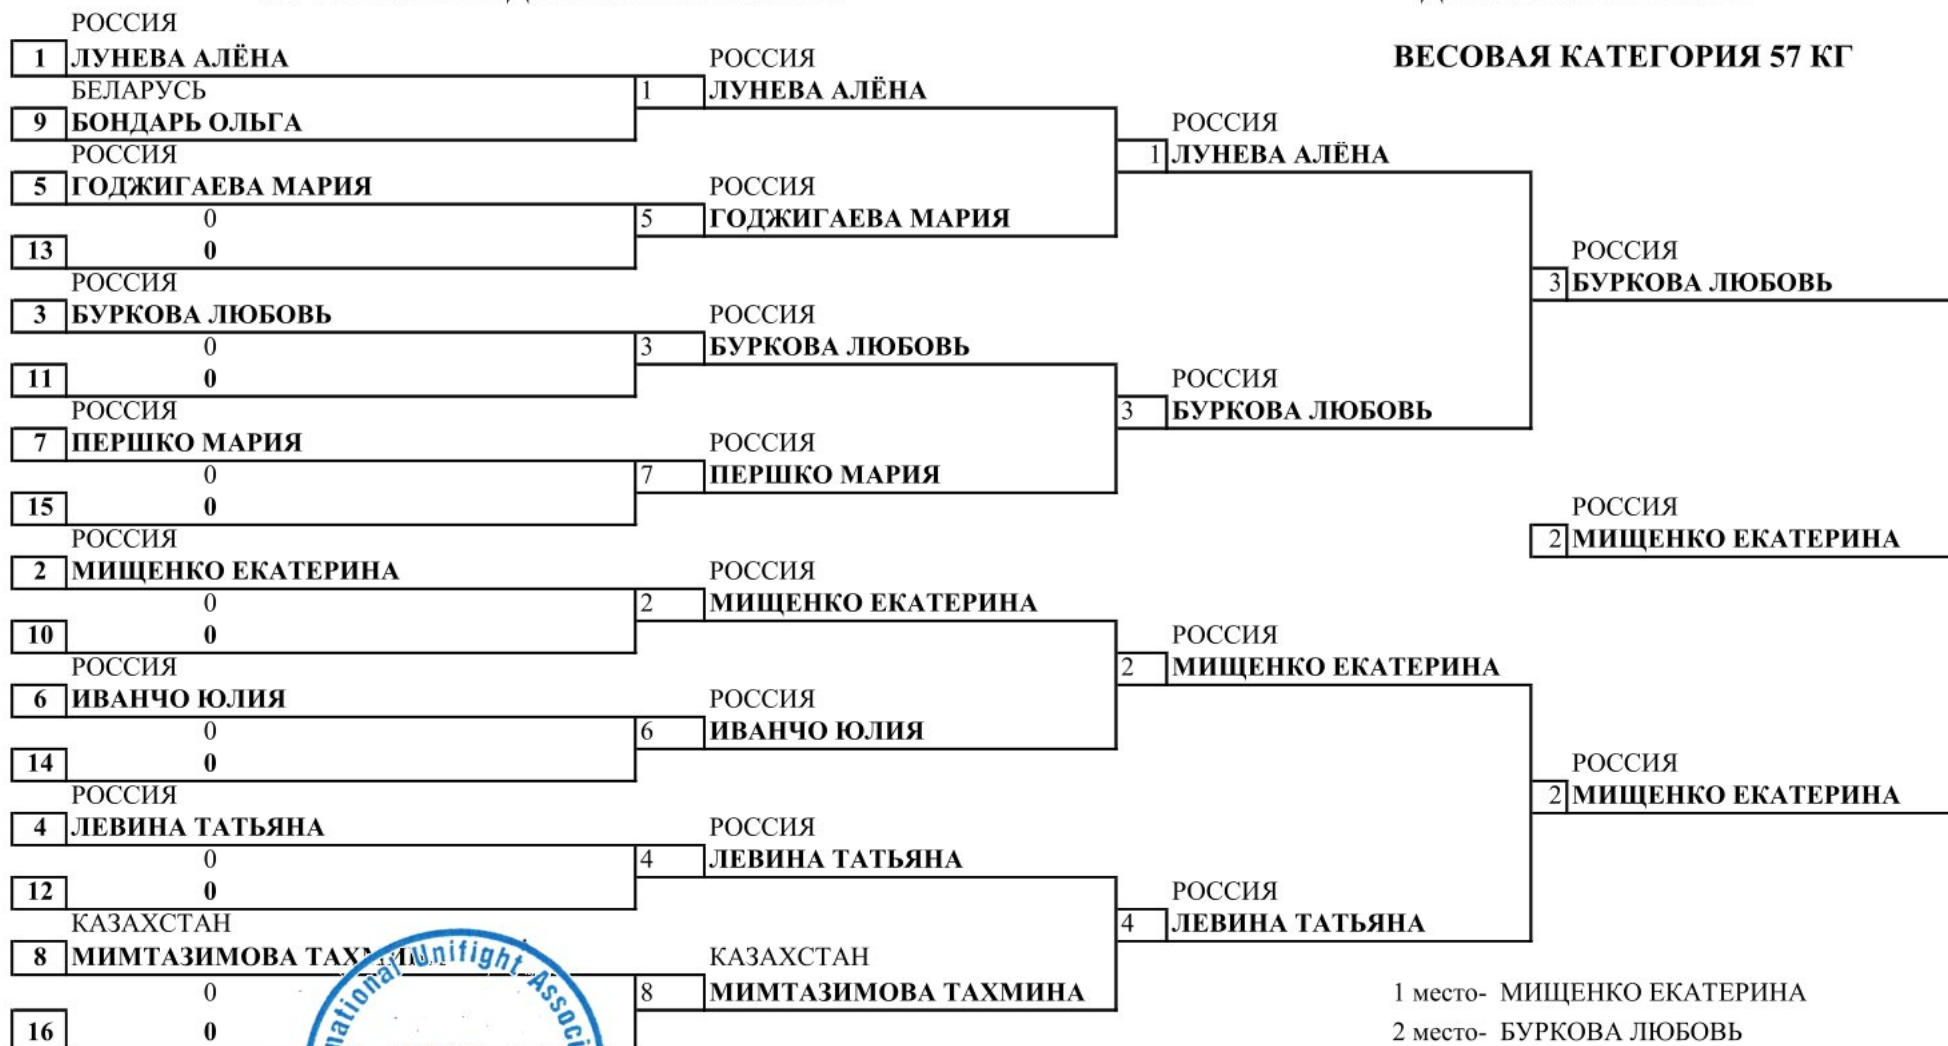 РОССИЯ
1 ЛУНЕВА АЛЁНА
РОССИЯ
ВЕСОВАЯ КАТЕГОРИЯ 57 КГ
БЕЛАРУСЬ
1 ЛУНЕВА АЛЁНА
9 БОНДАРЬ ОЛЬГА
РОССИЯ
РОССИЯ
1 ЛУНЕВА АЛЁНА
5 ГОДЖИГАЕВА МАРИЯ
РОССИЯ
0
5 ГОДЖИГАЕВА МАРИЯ
13 0
РОССИЯ
РОССИЯ
3 БУРКОВА ЛЮБОВЬ
3 БУРКОВА ЛЮБОВЬ
РОССИЯ
0
3 БУРКОВА ЛЮБОВЬ
11 0
РОССИЯ
РОССИЯ
3 БУРКОВА ЛЮБОВЬ
7 ПЕРШКО МАРИЯ
РОССИЯ
0
7 ПЕРШКО МАРИЯ
15 0
РОССИЯ
РОССИЯ
2 МИЩЕНКО ЕКАТЕРИНА
2 МИЩЕНКО ЕКАТЕРИНА
РОССИЯ
0
2 МИЩЕНКО ЕКАТЕРИНА
10 0
РОССИЯ
РОССИЯ
2 МИЩЕНКО ЕКАТЕРИНА
6 ИВАНЧО ЮЛИЯ
РОССИЯ
0
6 ИВАНЧО ЮЛИЯ
14 0
РОССИЯ
РОССИЯ
2 МИЩЕНКО ЕКАТЕРИНА
4 ЛЕВИНА ТАТЬЯНА
РОССИЯ
0
4 ЛЕВИНА ТАТЬЯНА
12 0
РОССИЯ
КАЗАХСТАН
4 ЛЕВИНА ТАТЬЯНА
8 МИМТАЗИМОВА ТАХМИНА
КАЗАХСТАН
Unifight
0
8 МИМТАЗИМОВА ТАХМИНА
1 место- МИЩЕНКО ЕКАТЕРИНА
16 0
2 место- БУРКОВА ЛЮБОВЬ